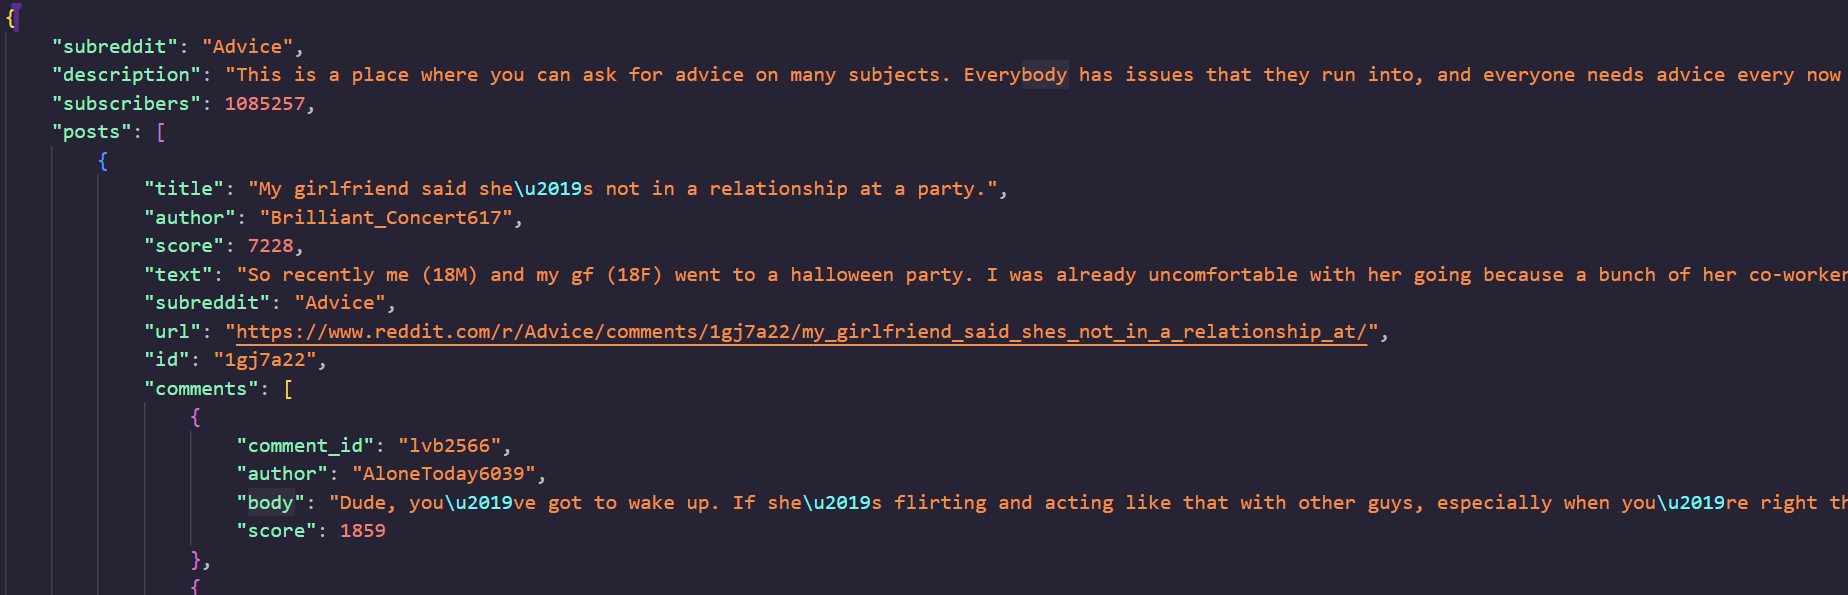 {
"subreddit": "Advice",
"description": "This is a place where you can ask for advice on many subjects. Everybody has issues that they run into, and everyone needs advice every now
"subscribers": 1085257,
"posts": [
{
"title": "My girlfriend said she\u2019s not in a relationship at a party.",
"author": "Brilliant_Concert617",
"score": 7228,
"text": "So recently me (18M) and my gf (18F) went to a halloween party. I was already uncomfortable with her going because a bunch of her co-worker
"subreddit": "Advice",
"url": "https://www.reddit.com/r/Advice/comments/1gj7a22/my_girlfriend_said_shes_not_in_a_relationship_at/",
"id": "1gj7a22",
"comments": [
{
"comment_id": "lvb2566",
"author": "AloneToday6039",
"body": "Dude, you\u2019ve got to wake up. If she\u2019s flirting and acting like that with other guys, especially when you\u2019re right th
"score": 1859
},
{